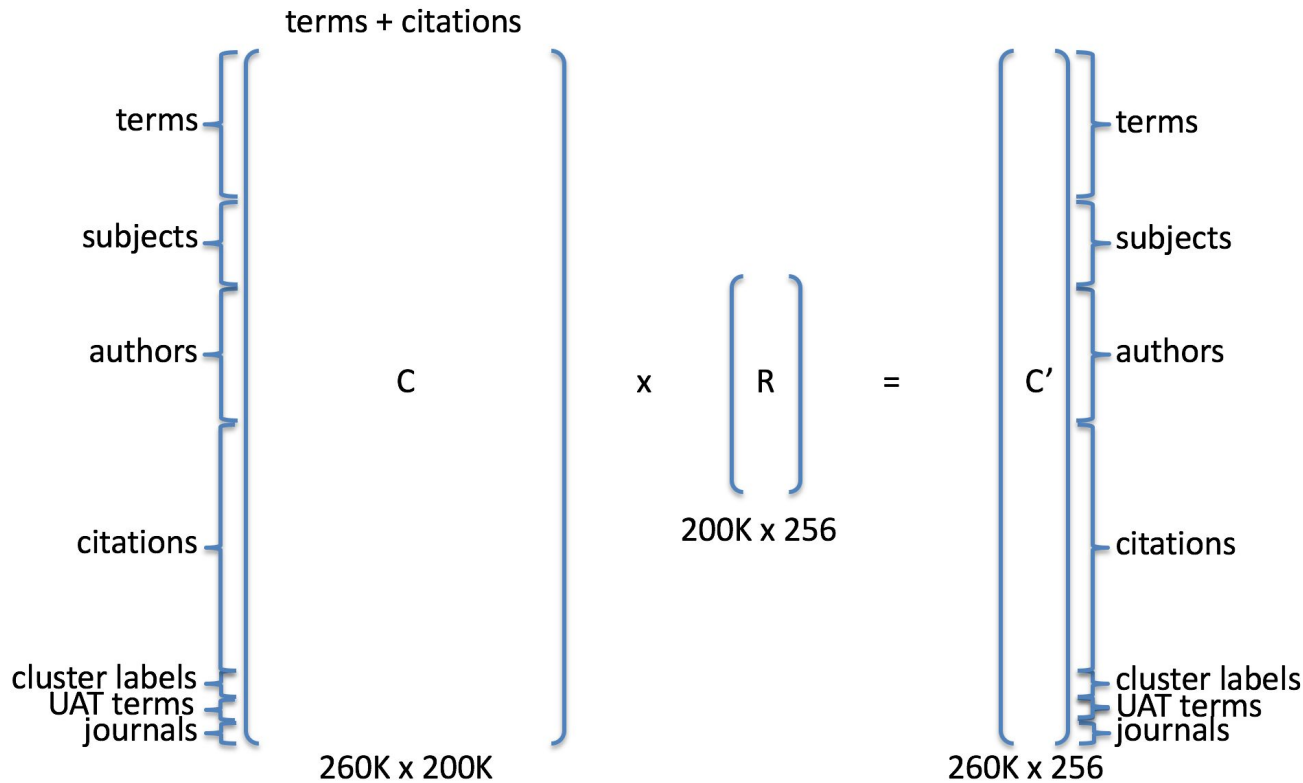 terms + citations
terms
subjects
authors
citations
cluster labels
UAT terms
journals
C
260K x 200K
x
R
200K x 256
=
C’
terms
subjects
authors
citations
cluster labels
UAT terms
journals
260K x 256